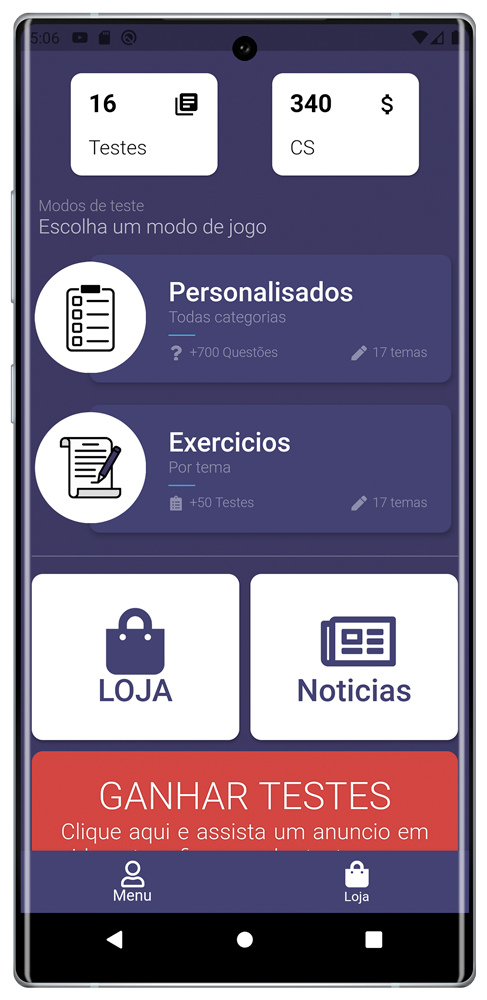 5:06
16
Testes
340
$
CS
Modos de teste
Escolha um modo de jogo
Personalisados
Todas categorias
? +700 Questões
17 temas
Exercicios
Por tema
+50 Testes
17 temas
LOJA
Noticias
GANHAR TESTES
Clique aqui e assista um anuncio em
Menu
Loja